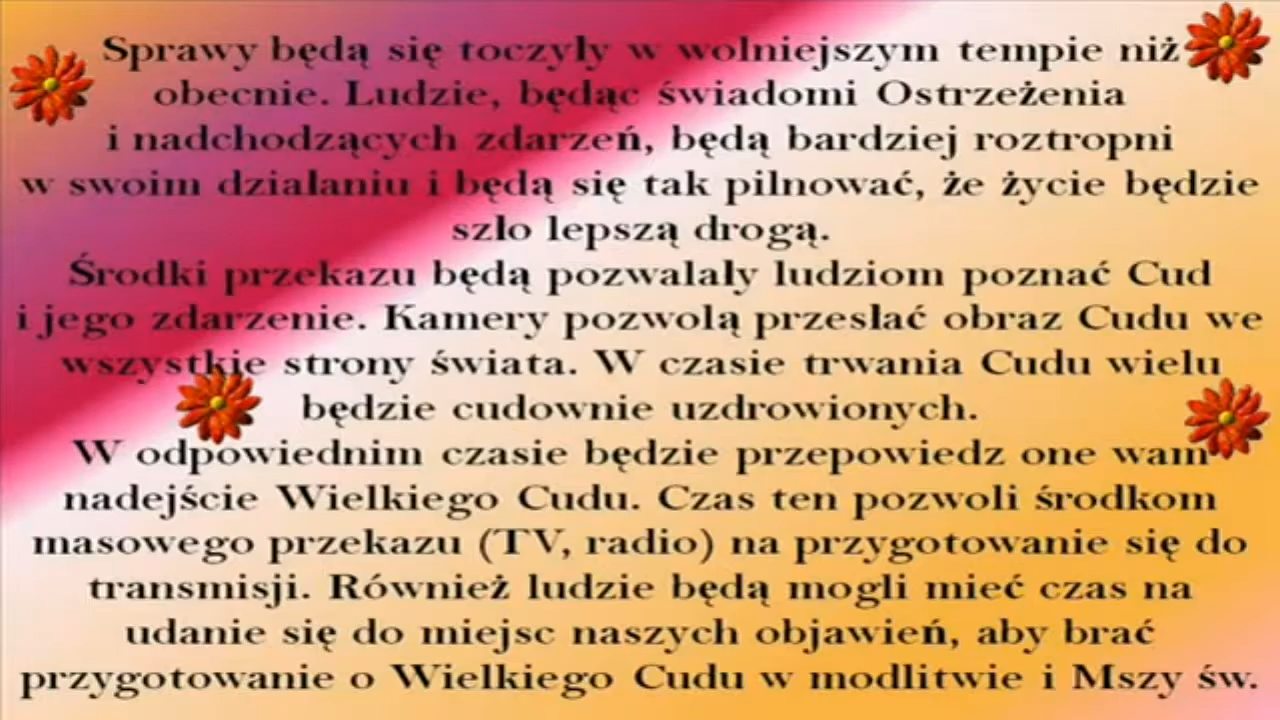 Sprawy będą się toczyły w wolniejszym tempie niż
obecnie. Ludzie, będąc świadomi Ostrzeżenia
i nadchodzących zdarzeń, będą bardziej roztropni
w swoim działaniu i będą się tak pilnować, że życie będzie
szło lepszą drogą.
Środki przekazu będą pozwalały ludziom poznać Cud
i jego zdarzenie. Kamery pozwolą przesłać obraz Cudu we
wszystkie strony świata. W czasie trwania Cudu wielu
będzie cudownie uzdrowionych.
W odpowiednim czasie będzie przepowiedz one wam
nadejście Wielkiego Cudu. Czas ten pozwoli środkom
masowego przekazu (TV, radio) na przygotowanie się do
transmisji. Również ludzie będą mogli mieć czas na
udanie się do miejsc naszych objawień, aby brać
przygotowanie o Wielkiego Cudu w modlitwie i Mszy św.